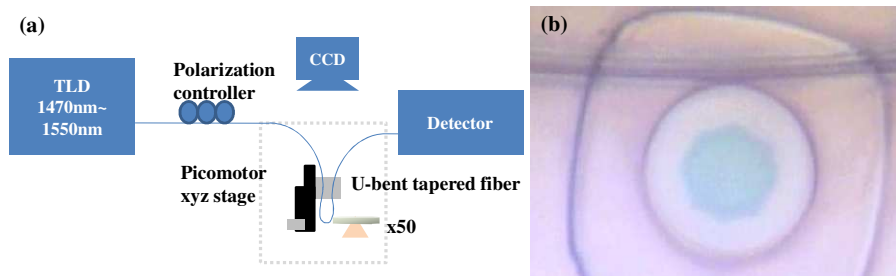 (a)
TLD
1470nm~
1550nm
Polarization
controller
CCD
Detector
Picomotor
xyz stage
U-bent tapered fiber
x50
(b)